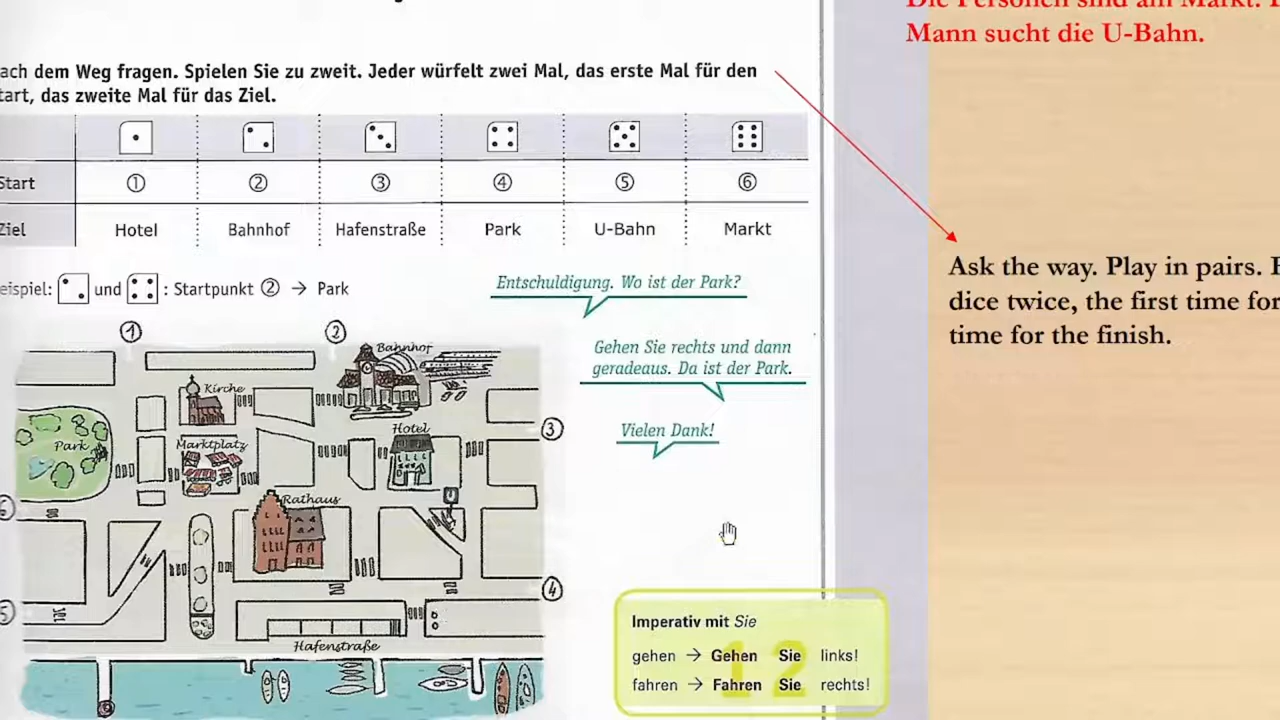 Die Personen sind am Markt.
Mann sucht die U-Bahn.
ach dem Weg fragen. Spielen Sie zu zweit. Jeder würfelt zwei Mal, das erste Mal für den
tart, das zweite Mal für das Ziel.
Start ① ② ③ ④ ⑤ ⑥
Ziel Hotel Bahnhof Hafenstraße Park U-Bahn Markt
eispiel: und : Startpunkt ② → Park
Entschuldigung. Wo ist der Park?
Gehen Sie rechts und dann
geradeaus. Da ist der Park.
Vielen Dank!
Ask the way. Play in pairs.
dice twice, the first time for
time for the finish.
① ②
Bahnhof
Kirche
Hotel ③
Park Marktplatz
Rathaus
6
④
5
Hafenstraße
Imperativ mit Sie
12
gehen → Gehen Sie links!
fahren → Fahren Sie rechts!